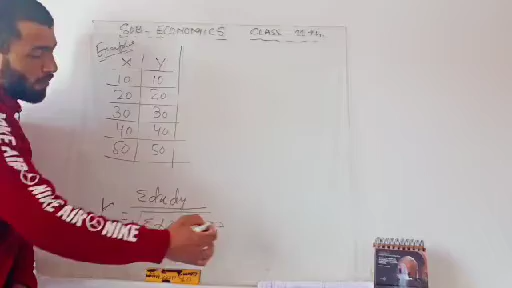 SUB- ECONOMICS CLASS 11th
Examples
X Y
10 10
20 20
30 30
40 40
50 50
r = Σdxdy
NIKE AIR NIKE AIR NIKE